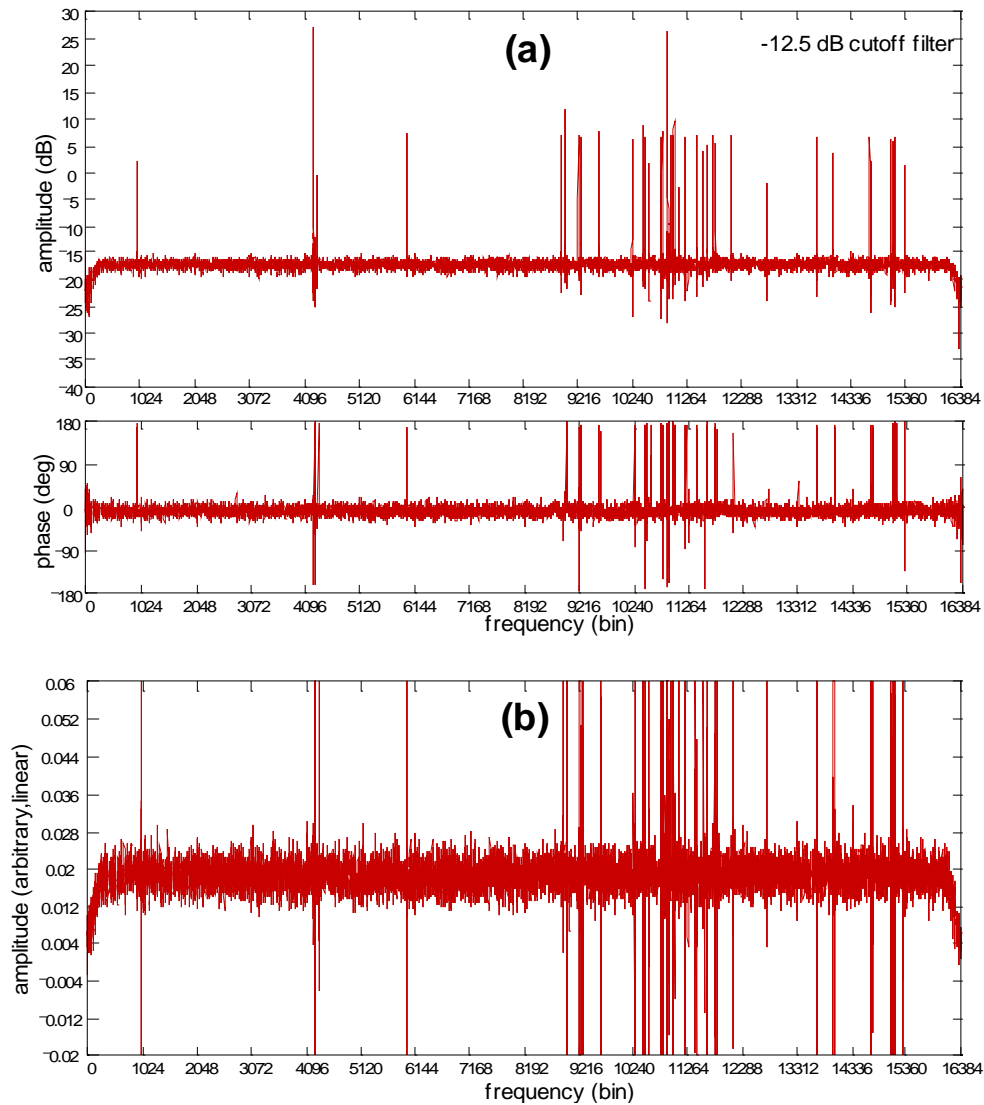 30
25
20
15
10
5
0
−5
−10
−15
−20
−25
−30
−35
−40
amplitude (dB)
(a)
-12.5 dB cutoff filter
0 1024 2048 3072 4096 5120 6144 7168 8192 9216 10240 11264 12288 13312 14336 15360 16384
180
90
0
−90
−180
phase (deg)
0 1024 2048 3072 4096 5120 6144 7168 8192 9216 10240 11264 12288 13312 14336 15360 16384
frequency (bin)
0.06
0.052
0.044
0.036
0.028
0.02
0.012
0.004
−0.004
−0.012
−0.02
amplitude (arbitrary,linear)
(b)
0 1024 2048 3072 4096 5120 6144 7168 8192 9216 10240 11264 12288 13312 14336 15360 16384
frequency (bin)